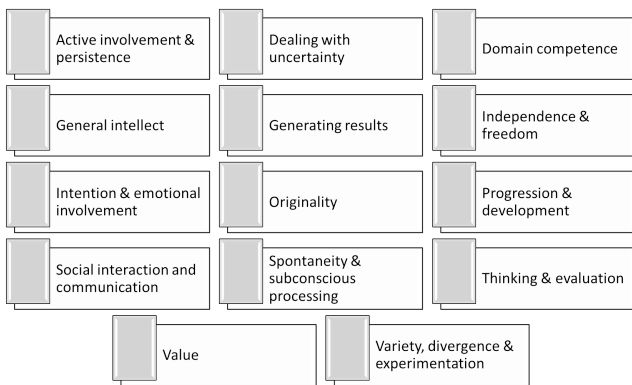 Active involvement &
persistence
Dealing with
uncertainty
Domain competence
General intellect
Generating results
Independence &
freedom
Intention & emotional
involvement
Originality
Progression &
development
Social interaction and
communication
Spontaneity &
subconscious
processing
Thinking & evaluation
Value
Variety, divergence &
experimentation